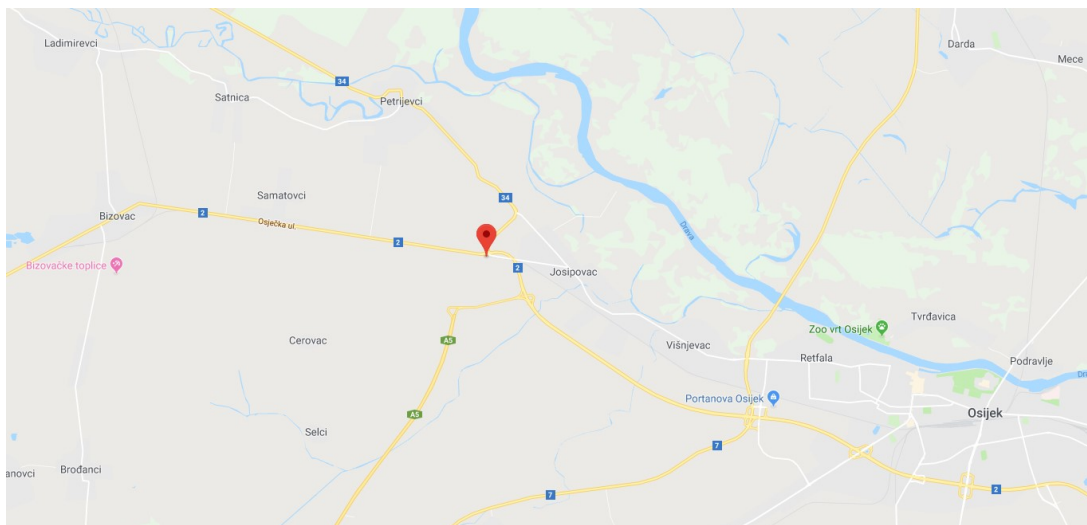 Ladimirevci
Darda
Mece
34
Satnica
Petrijevci
Samatovci
34
Bizovac
2
Osječka ul.
2
Drava
Bizovačke toplice
2
Josipovac
Tvrđavica
Zoo vrt Osijek
Cerovac
A5
Višnjevac
Retfala
Podravlje
Portanova Osijek
A5
Osijek
Selci
7
Brođanci
anovci
7
2